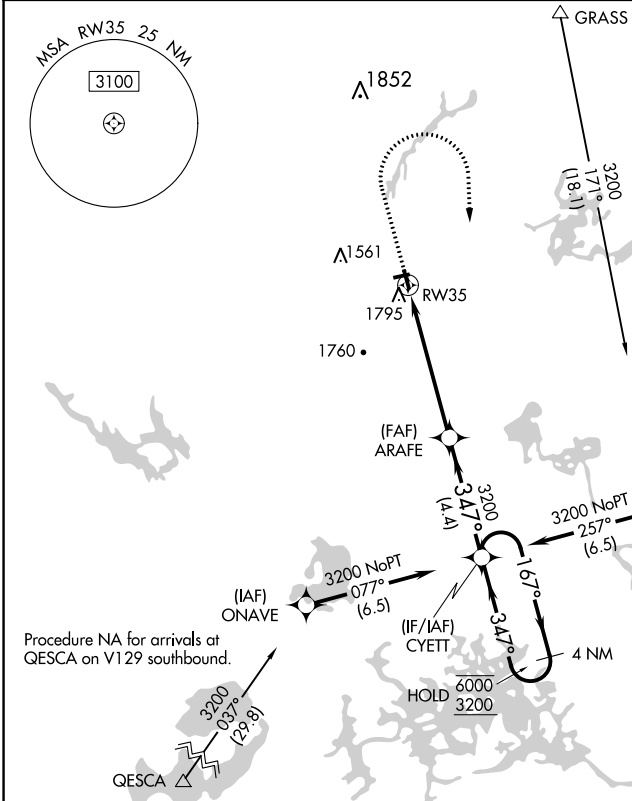 MSA RW35 25 NM
3100
1852
GRASS
3200
171°
(18.1)
1561
RW35
1795
1760
(FAF)
ARAFE
3200
347°
(4.4)
3200 NoPT
257°
(6.5)
3200 NoPT
077°
(6.5)
(IAF)
ONAVE
(IF/IAF)
CYETT
167°
347°
4 NM
HOLD
6000
3200
Procedure NA for arrivals at
QESCA on V129 southbound.
3200
037°
(29.8)
QESCA